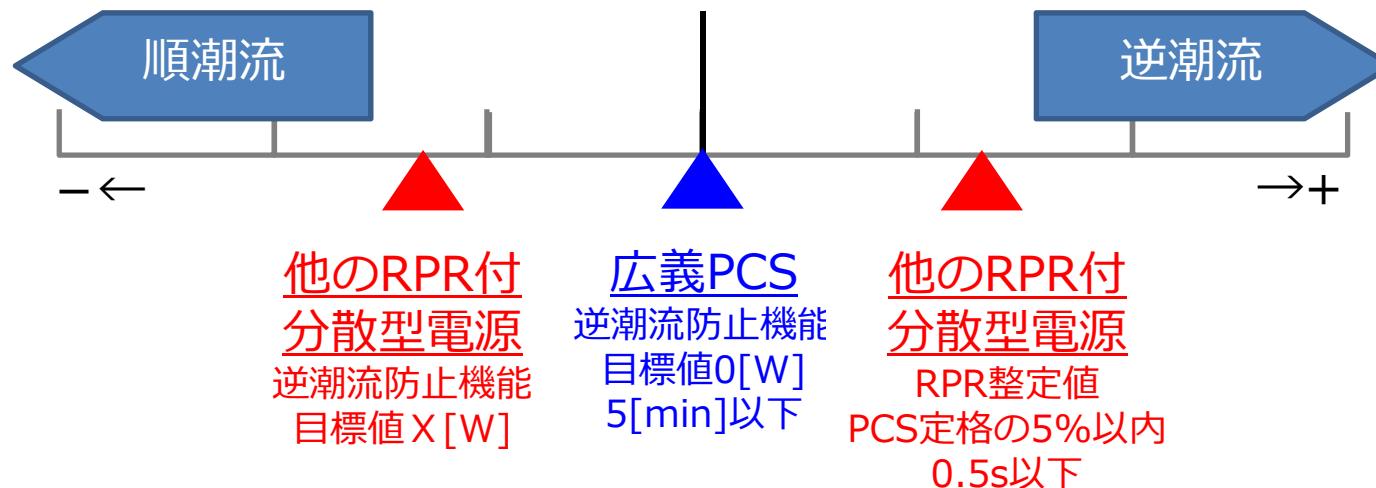 順潮流
逆潮流
－←
→+
他のRPR付
分散型電源
逆潮流防止機能
目標値X[W]
広義PCS
逆潮流防止機能
目標値0[W]
5[min]以下
他のRPR付
分散型電源
RPR整定値
PCS定格の5%以内
0.5s以下